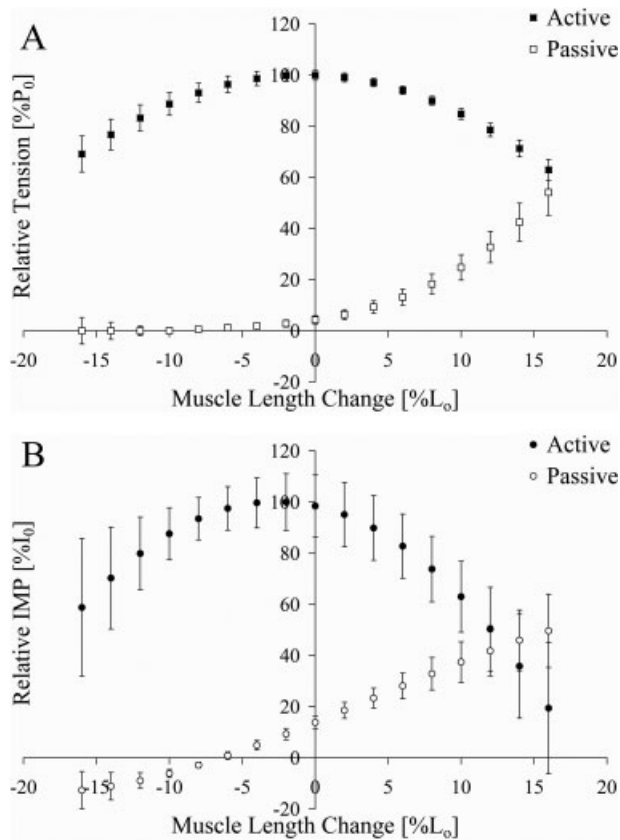 A
120
■ Active
□ Passive
100
80
60
40
20
Relative Tension [%P₀]
-20 -15 -10 -5 0 5 10 15 20
-20
Muscle Length Change [%Lₒ]
B
120
● Active
○ Passive
100
80
60
40
20
Relative IMP [%I₀]
-20 -15 -10 -5 0 5 10 15 20
-20
Muscle Length Change [%Lₒ]